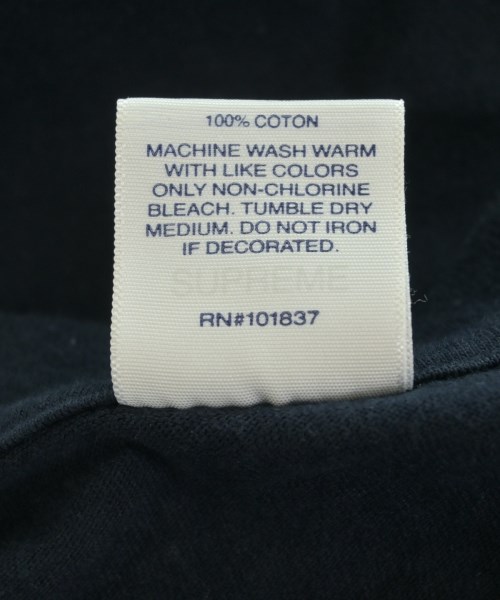 100% COTON
MACHINE WASH WARM
WITH LIKE COLORS
ONLY NON-CHLORINE
BLEACH. TUMBLE DRY
MEDIUM. DO NOT IRON
IF DECORATED.
SUPREME
RN#101837